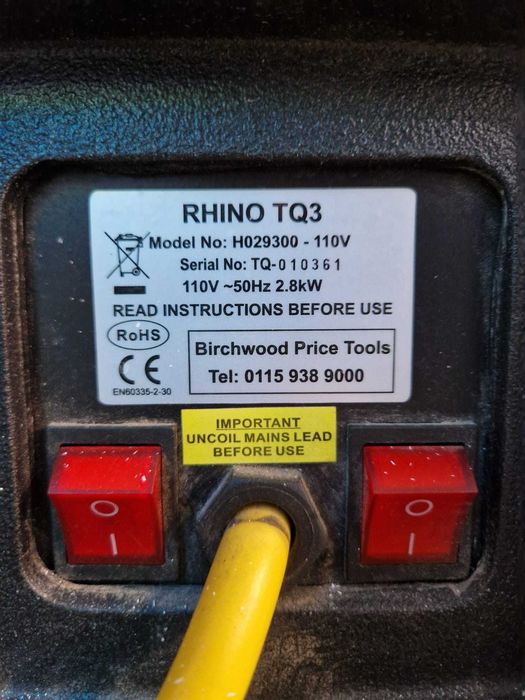 RHINO TQ3
Model No: H029300 - 110V
Serial No: TQ-010361
110V ~50Hz 2.8kW
READ INSTRUCTIONS BEFORE USE
RoHS
CE
EN60335-2-30
Birchwood Price Tools
Tel: 0115 938 9000
IMPORTANT
UNCOIL MAINS LEAD
BEFORE USE
O
I
O
I